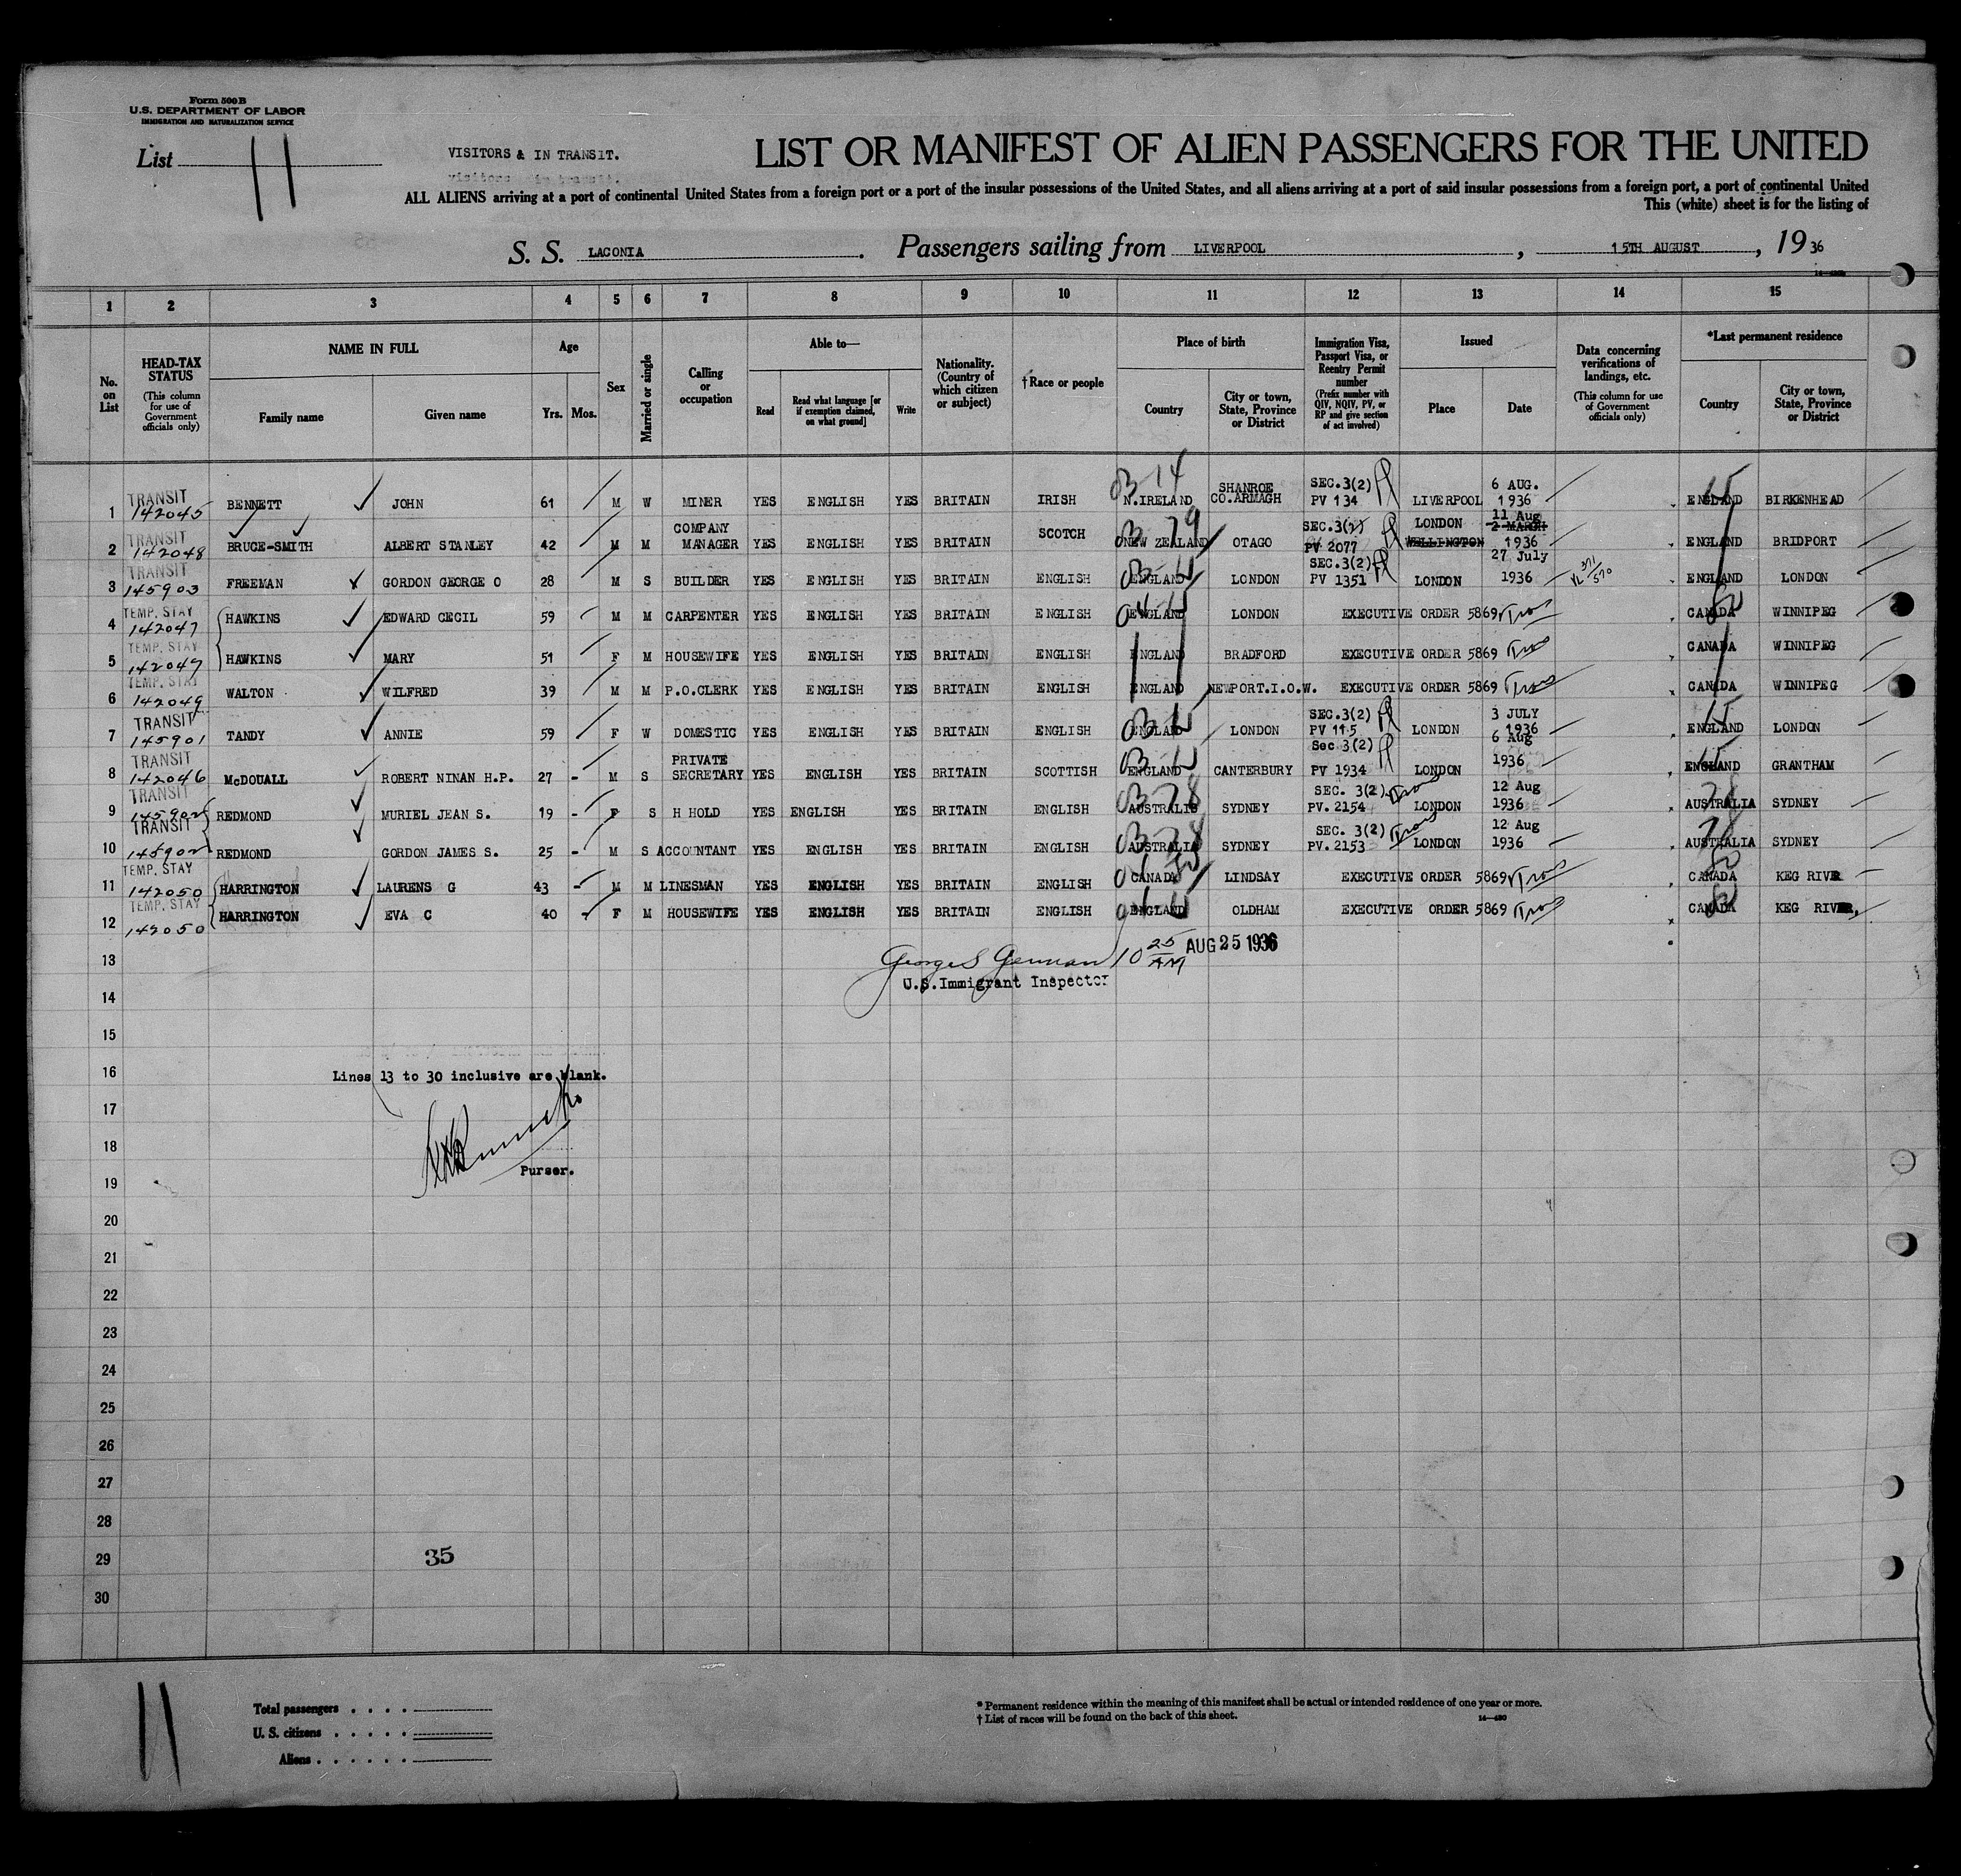 Form 500 B
U.S. DEPARTMENT OF LABOR
IMMIGRATION AND NATURALIZATION SERVICE
List 11
VISITORS & IN TRANSIT.
visitors in transit.
LIST OR MANIFEST OF ALIEN PASSENGERS FOR THE UNITED
ALL ALIENS arriving at a port of continental United States from a foreign port or a port of the insular possessions of the United States, and all aliens arriving at a port of said insular possessions from a foreign port, a port of continental United
This (white) sheet is for the listing of
S. S. LACONIA. Passengers sailing from LIVERPOOL, 15TH AUGUST, 1936
1 2 3 4 5 6 7 8 9 10 11 12 13 14 15
No. on List
HEAD-TAX STATUS (This column for use of Government officials only)
NAME IN FULL
Family name
Given name
Age
Yrs. Mos.
Sex
Married or single
Calling or occupation
Able to—
Read
Read what language [or if exemption claimed, on what ground]
Write
Nationality. (Country of which citizen or subject)
†Race or people
Place of birth
Country
City or town, State, Province or District
Immigration Visa, Passport Visa, or Reentry Permit number (Prefix number with QIV, NQIV, PV, or RP and give section of act involved)
Issued
Place
Date
Data concerning verifications of landings, etc. (This column for use of Government officials only)
*Last permanent residence
Country
City or town, State, Province or District
1 TRANSIT 142045 BENNETT JOHN 61 M W MINER YES ENGLISH YES BRITAIN IRISH N.IRELAND SHANROE CO.ARMAGH SEC.3(2) PV 134 LIVERPOOL 6 AUG. 1936 ENGLAND BIRKENHEAD
2 TRANSIT 142048 BRUCE-SMITH ALBERT STANLEY 42 M M COMPANY MANAGER YES ENGLISH YES BRITAIN SCOTCH NEW ZEALAND OTAGO SEC.3(2) PV 2077 LONDON WELLINGTON 11 Aug 2 MARCH 1936 ENGLAND BRIDPORT
3 TRANSIT 145903 FREEMAN GORDON GEORGE O 28 M S BUILDER YES ENGLISH YES BRITAIN ENGLISH ENGLAND LONDON SEC.3(2) PV 1351 LONDON 27 July 1936 ENGLAND LONDON
4 TEMP. STAY 142047 HAWKINS EDWARD CECIL 59 M M CARPENTER YES ENGLISH YES BRITAIN ENGLISH ENGLAND LONDON EXECUTIVE ORDER 5869 CANADA WINNIPEG
5 TEMP. STAY 142047 HAWKINS MARY 51 F M HOUSEWIFE YES ENGLISH YES BRITAIN ENGLISH ENGLAND BRADFORD EXECUTIVE ORDER 5869 CANADA WINNIPEG
6 TEMP. STAY 142049 WALTON WILFRED 39 M M P.O.CLERK YES ENGLISH YES BRITAIN ENGLISH ENGLAND NEWPORT.I.O.W. EXECUTIVE ORDER 5869 CANADA WINNIPEG
7 TRANSIT 145901 TANDY ANNIE 59 F W DOMESTIC YES ENGLISH YES BRITAIN ENGLISH ENGLAND LONDON SEC.3(2) PV 115 LONDON 3 JULY 1936 ENGLAND LONDON
8 TRANSIT 142046 McDOUALL ROBERT NINAN H.P. 27 - M S PRIVATE SECRETARY YES ENGLISH YES BRITAIN SCOTTISH ENGLAND CANTERBURY Sec 3(2) PV 1934 LONDON 6 Aug 1936 ENGLAND GRANTHAM
9 TRANSIT 145902 REDMOND MURIEL JEAN S. 19 - F S H HOLD YES ENGLISH YES BRITAIN ENGLISH AUSTRALIA SYDNEY SEC. 3(2) PV. 2154 LONDON 12 Aug 1936 AUSTRALIA SYDNEY
10 TRANSIT 145902 REDMOND GORDON JAMES S. 25 - M S ACCOUNTANT YES ENGLISH YES BRITAIN ENGLISH AUSTRALIA SYDNEY SEC. 3(2) PV. 2153 LONDON 12 Aug 1936 AUSTRALIA SYDNEY
11 TEMP. STAY 142050 HARRINGTON LAURENS G 43 - M M LINESMAN YES ENGLISH YES BRITAIN ENGLISH CANADA LINDSAY EXECUTIVE ORDER 5869 CANADA KEG RIVER
12 TEMP. STAY 142050 HARRINGTON EVA C 40 - F M HOUSEWIFE YES ENGLISH YES BRITAIN ENGLISH ENGLAND OLDHAM EXECUTIVE ORDER 5869 CANADA KEG RIVER.
13 George S German 10 25 AM AUG 25 1936
U.S. Immigrant Inspector
14
15
16 Lines 13 to 30 inclusive are blank.
17
18
Purser.
19
20
21
22
23
24
25
26
27
28
29 35
30
11
Total passengers . . . .
U. S. citizens . . . . .
Aliens . . . . . .
* Permanent residence within the meaning of this manifest shall be actual or intended residence of one year or more.
† List of races will be found on the back of this sheet.